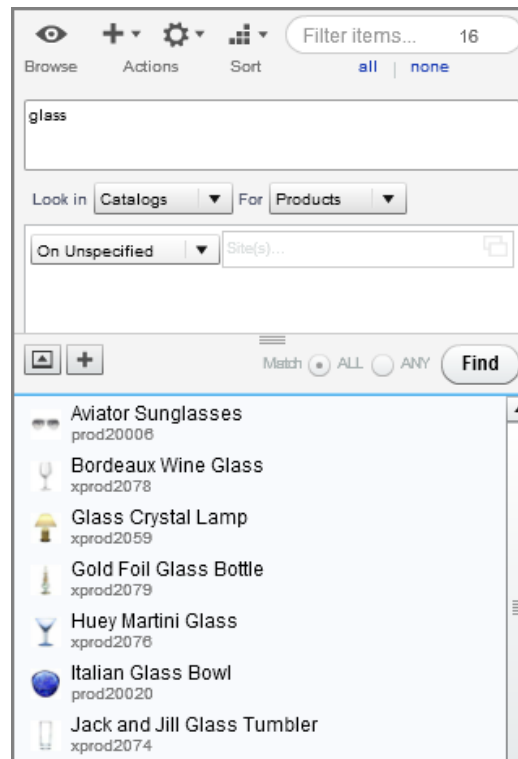 Filter items... 16
Browse Actions Sort all | none
glass
Look in Catalogs For Products
On Unspecified Site(s)...
Match ALL ANY Find
Aviator Sunglasses
prod20006
Bordeaux Wine Glass
xprod2078
Glass Crystal Lamp
xprod2059
Gold Foil Glass Bottle
xprod2079
Huey Martini Glass
xprod2076
Italian Glass Bowl
prod20020
Jack and Jill Glass Tumbler
xprod2074